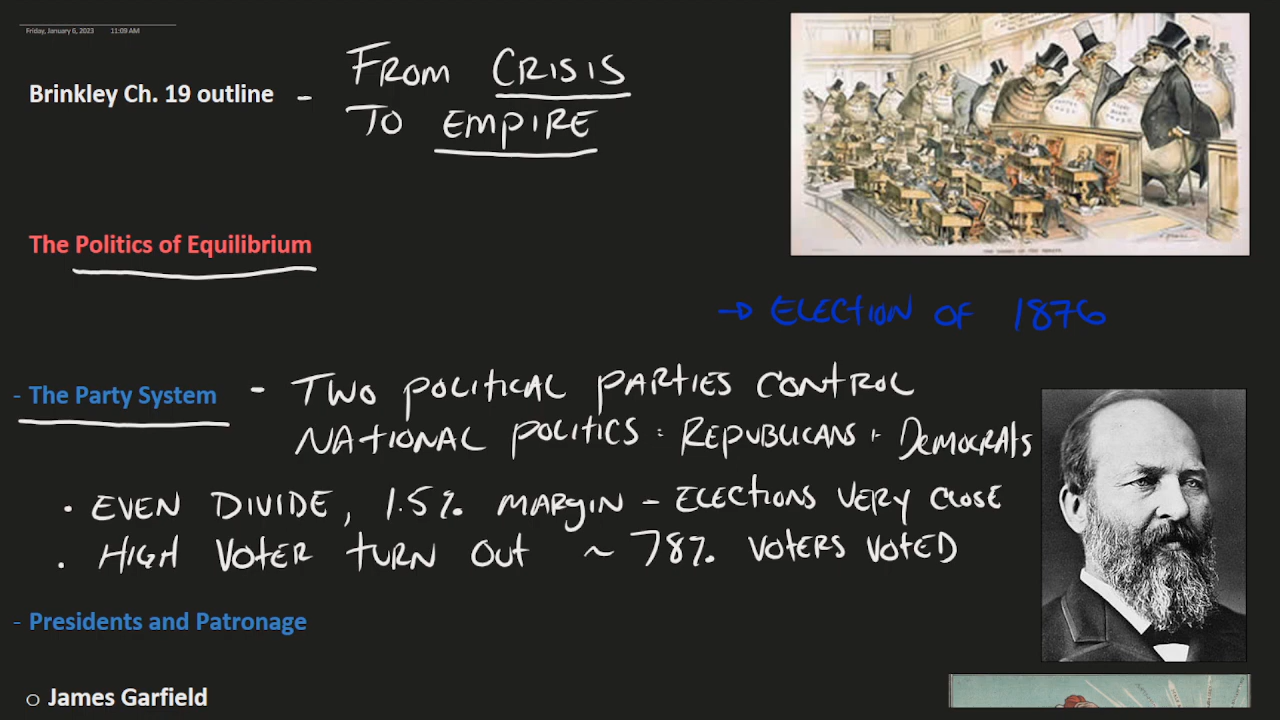 Friday, January 6, 2023 11:09 AM
Brinkley Ch. 19 outline - FROM CRISIS
TO EMPIRE
The Politics of Equilibrium
→ ELECTION OF 1876
- The Party System - TWO POLITICAL PARTIES CONTROL
NATIONAL POLITICS : REPUBLICANS + DEMOCRATS
• EVEN DIVIDE, 1.5% MARGIN - ELECTIONS VERY CLOSE
• HIGH VOTER TURN OUT ~ 78% VOTERS VOTED
- Presidents and Patronage
o James Garfield